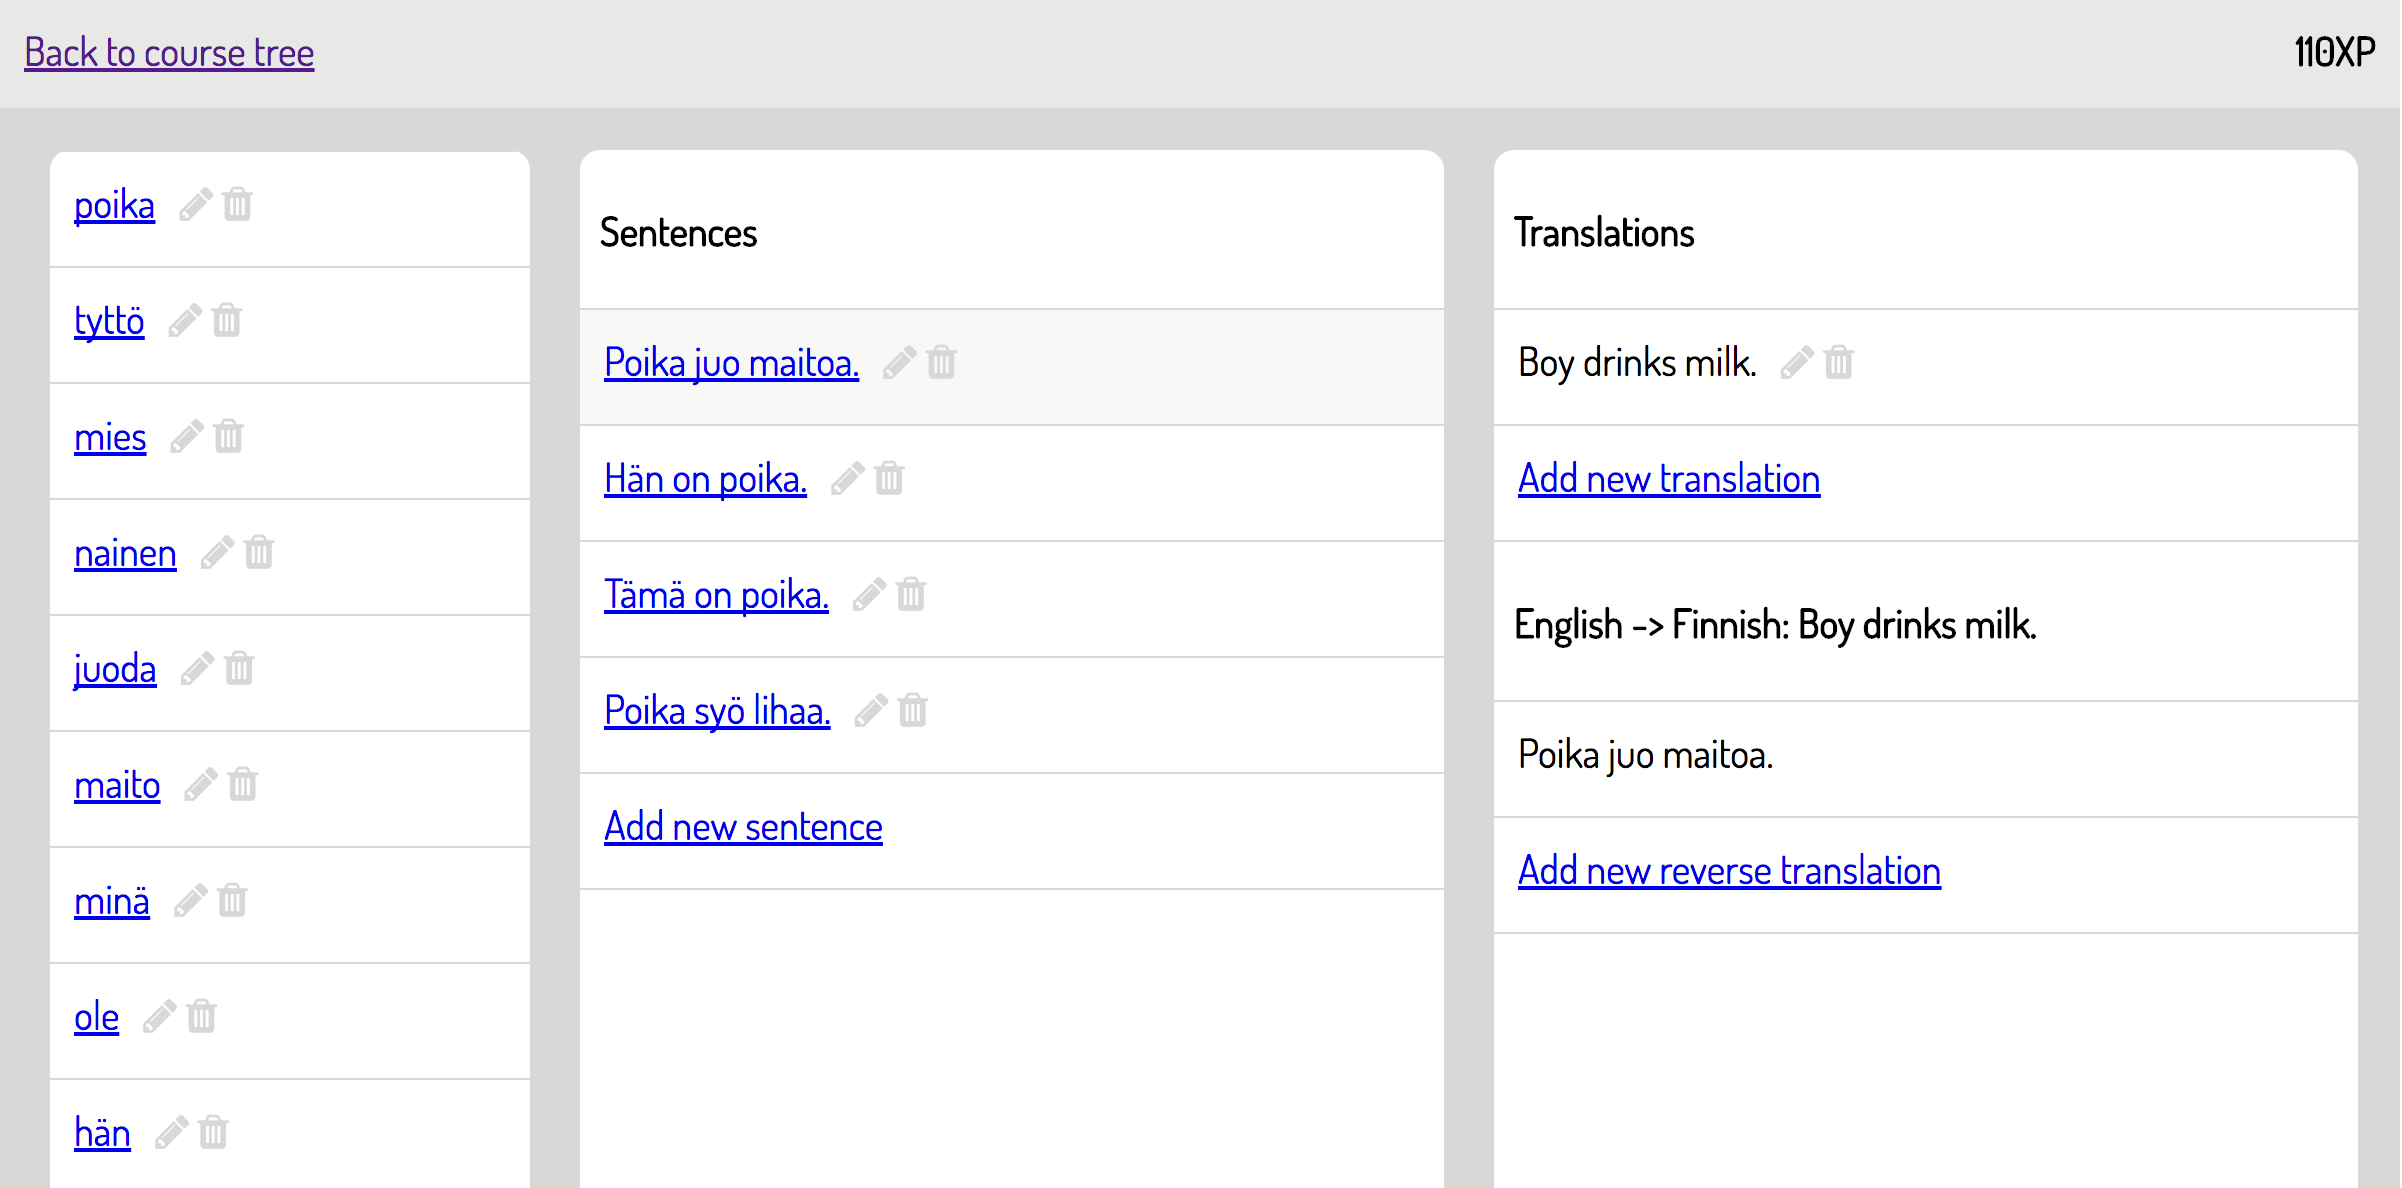 Back to course tree
110XP
poika
tyttö
mies
nainen
juoda
maito
minä
ole
hän
Sentences
Poika juo maitoa.
Hän on poika.
Tämä on poika.
Poika syö lihaa.
Add new sentence
Translations
Boy drinks milk.
Add new translation
English -> Finnish: Boy drinks milk.
Poika juo maitoa.
Add new reverse translation